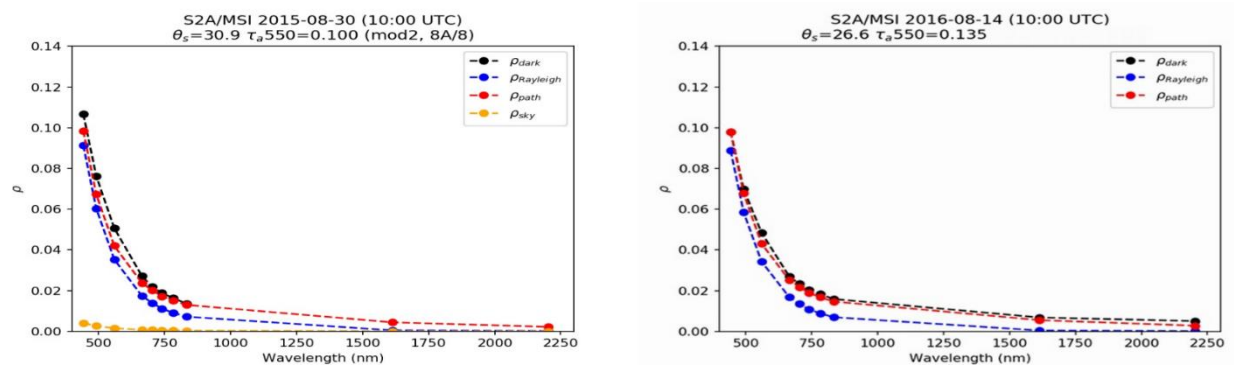 S2A/MSI 2015-08-30 (10:00 UTC)
θs=30.9 τa550=0.100 (mod2, 8A/8)
0.14
0.12
0.10
0.08
0.06
0.04
0.02
0.00
ρ
ρdark
ρRayleigh
ρpath
ρsky
500 750 1000 1250 1500 1750 2000 2250
Wavelength (nm)
S2A/MSI 2016-08-14 (10:00 UTC)
θs=26.6 τa550=0.135
0.14
0.12
0.10
0.08
0.06
0.04
0.02
0.00
ρ
ρdark
ρRayleigh
ρpath
500 750 1000 1250 1500 1750 2000 2250
Wavelength (nm)